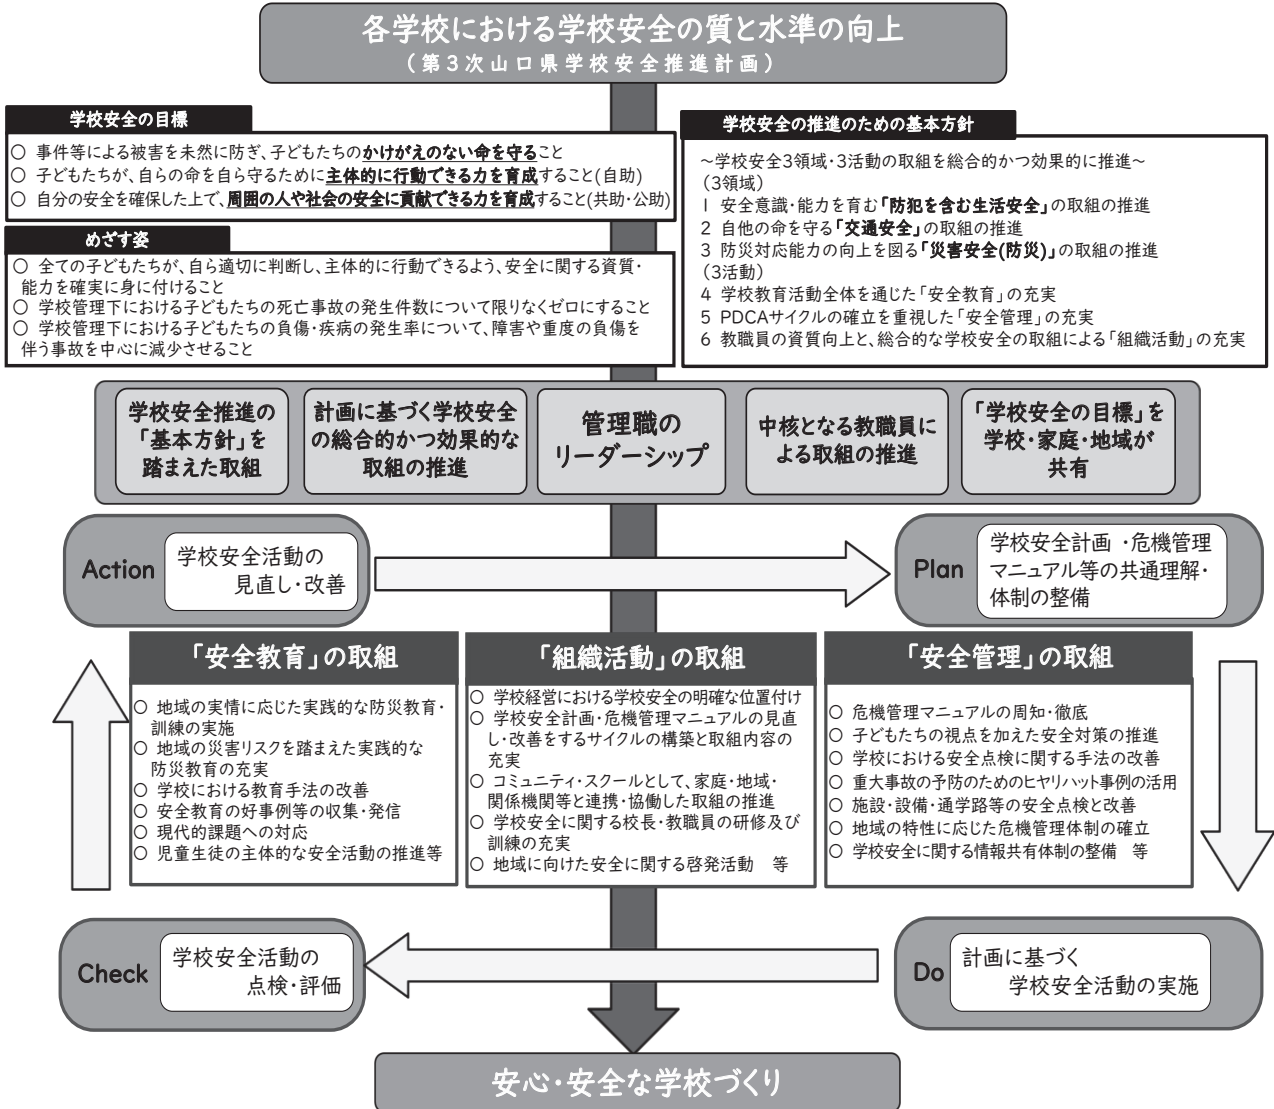 各学校における学校安全の質と水準の向上
(第3次山口県学校安全推進計画)
学校安全の目標
○ 事件等による被害を未然に防ぎ、子どもたちのかけがえのない命を守ること
○ 子どもたちが、自らの命を自ら守るために主体的に行動できる力を育成すること(自助)
○ 自分の安全を確保した上で、周囲の人や社会の安全に貢献できる力を育成すること(共助・公助)
めざす姿
○ 全ての子どもたちが、自ら適切に判断し、主体的に行動できるよう、安全に関する資質・
能力を確実に身に付けること
○ 学校管理下における子どもたちの死亡事故の発生件数について限りなくゼロにすること
○ 学校管理下における子どもたちの負傷・疾病の発生率について、障害や重度の負傷を
伴う事故を中心に減少させること
学校安全の推進のための基本方針
～学校安全3領域・3活動の取組を総合的かつ効果的に推進～
(3領域)
1 安全意識・能力を育む「防犯を含む生活安全」の取組の推進
2 自他の命を守る「交通安全」の取組の推進
3 防災対応能力の向上を図る「災害安全(防災)」の取組の推進
(3活動)
4 学校教育活動全体を通じた「安全教育」の充実
5 PDCAサイクルの確立を重視した「安全管理」の充実
6 教職員の資質向上と、総合的な学校安全の取組による「組織活動」の充実
学校安全推進の
「基本方針」を
踏まえた取組
計画に基づく学校安全
の総合的かつ効果的な
取組の推進
管理職の
リーダーシップ
中核となる教職員に
よる取組の推進
「学校安全の目標」を
学校・家庭・地域が
共有
Action
学校安全活動の
見直し・改善
Plan
学校安全計画 ・危機管理
マニュアル等の共通理解・
体制の整備
「安全教育」の取組
○ 地域の実情に応じた実践的な防災教育・
訓練の実施
○ 地域の災害リスクを踏まえた実践的な
防災教育の充実
○ 学校における教育手法の改善
○ 安全教育の好事例等の収集・発信
○ 現代的課題への対応
○ 児童生徒の主体的な安全活動の推進等
「組織活動」の取組
○ 学校経営における学校安全の明確な位置付け
○ 学校安全計画・危機管理マニュアルの見直
し・改善をするサイクルの構築と取組内容の
充実
○ コミュニティ・スクールとして、家庭・地域・
関係機関等と連携・協働した取組の推進
○ 学校安全に関する校長・教職員の研修及び
訓練の充実
○ 地域に向けた安全に関する啓発活動 等
「安全管理」の取組
○ 危機管理マニュアルの周知・徹底
○ 子どもたちの視点を加えた安全対策の推進
○ 学校における安全点検に関する手法の改善
○ 重大事故の予防のためのヒヤリハット事例の活用
○ 施設・設備・通学路等の安全点検と改善
○ 地域の特性に応じた危機管理体制の確立
○ 学校安全に関する情報共有体制の整備 等
Check
学校安全活動の
点検・評価
Do
計画に基づく
学校安全活動の実施
安心・安全な学校づくり